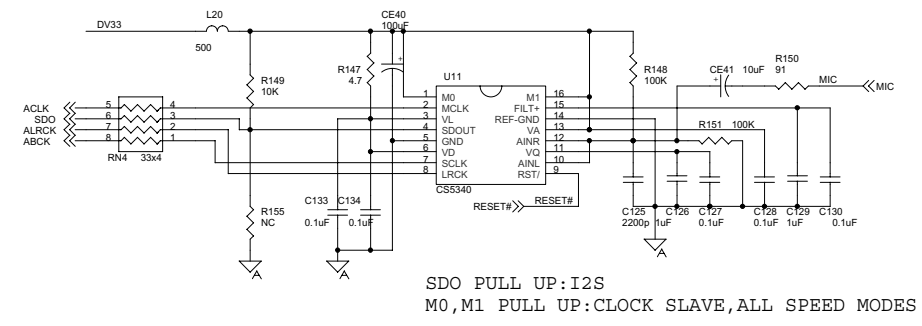 DV33
L20
500
CE40
100uF
+
R149
10K
R147
4.7
U11
R148
100K
CE41
+
10uF
R150
91
MIC
MIC
ACLK
SDO
ALRCK
ABCK
5
6
7
8
4
3
2
1
RN4
33x4
1
2
3
4
5
6
7
8
M0
MCLK
VL
SDOUT
GND
VD
SCLK
LRCK
M1
FILT+
REF-GND
VA
AINR
VQ
AINL
RST/
16
15
14
13
12
11
10
9
CS5340
R151 100K
RESET#
RESET#
R155
NC
C133
0.1uF
C134
0.1uF
C125
2200p
C126
1uF
C127
0.1uF
C128
0.1uF
C129
1uF
C130
0.1uF
A
A
A
SDO PULL UP:I2S
M0,M1 PULL UP:CLOCK SLAVE,ALL SPEED MODES